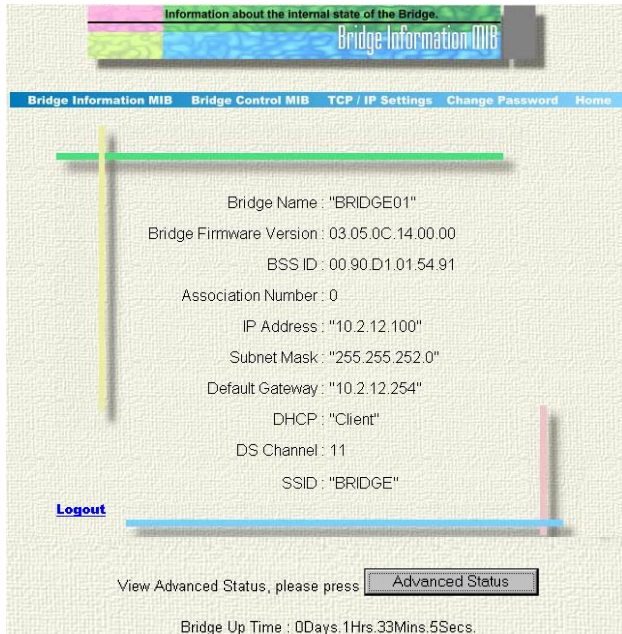 Information about the internal state of the Bridge.
Bridge Information MIB
Bridge Information MIB Bridge Control MIB TCP / IP Settings Change Password Home
Bridge Name : "BRIDGE01"
Bridge Firmware Version : 03.05.0C.14.00.00
BSS ID : 00.90.D1.01.54.91
Association Number : 0
IP Address : "10.2.12.100"
Subnet Mask : "255.255.252.0"
Default Gateway : "10.2.12.254"
DHCP : "Client"
DS Channel : 11
SSID : "BRIDGE"
Logout
View Advanced Status, please press Advanced Status
Bridge Up Time : 0Days.1Hrs.33Mins.5Secs.